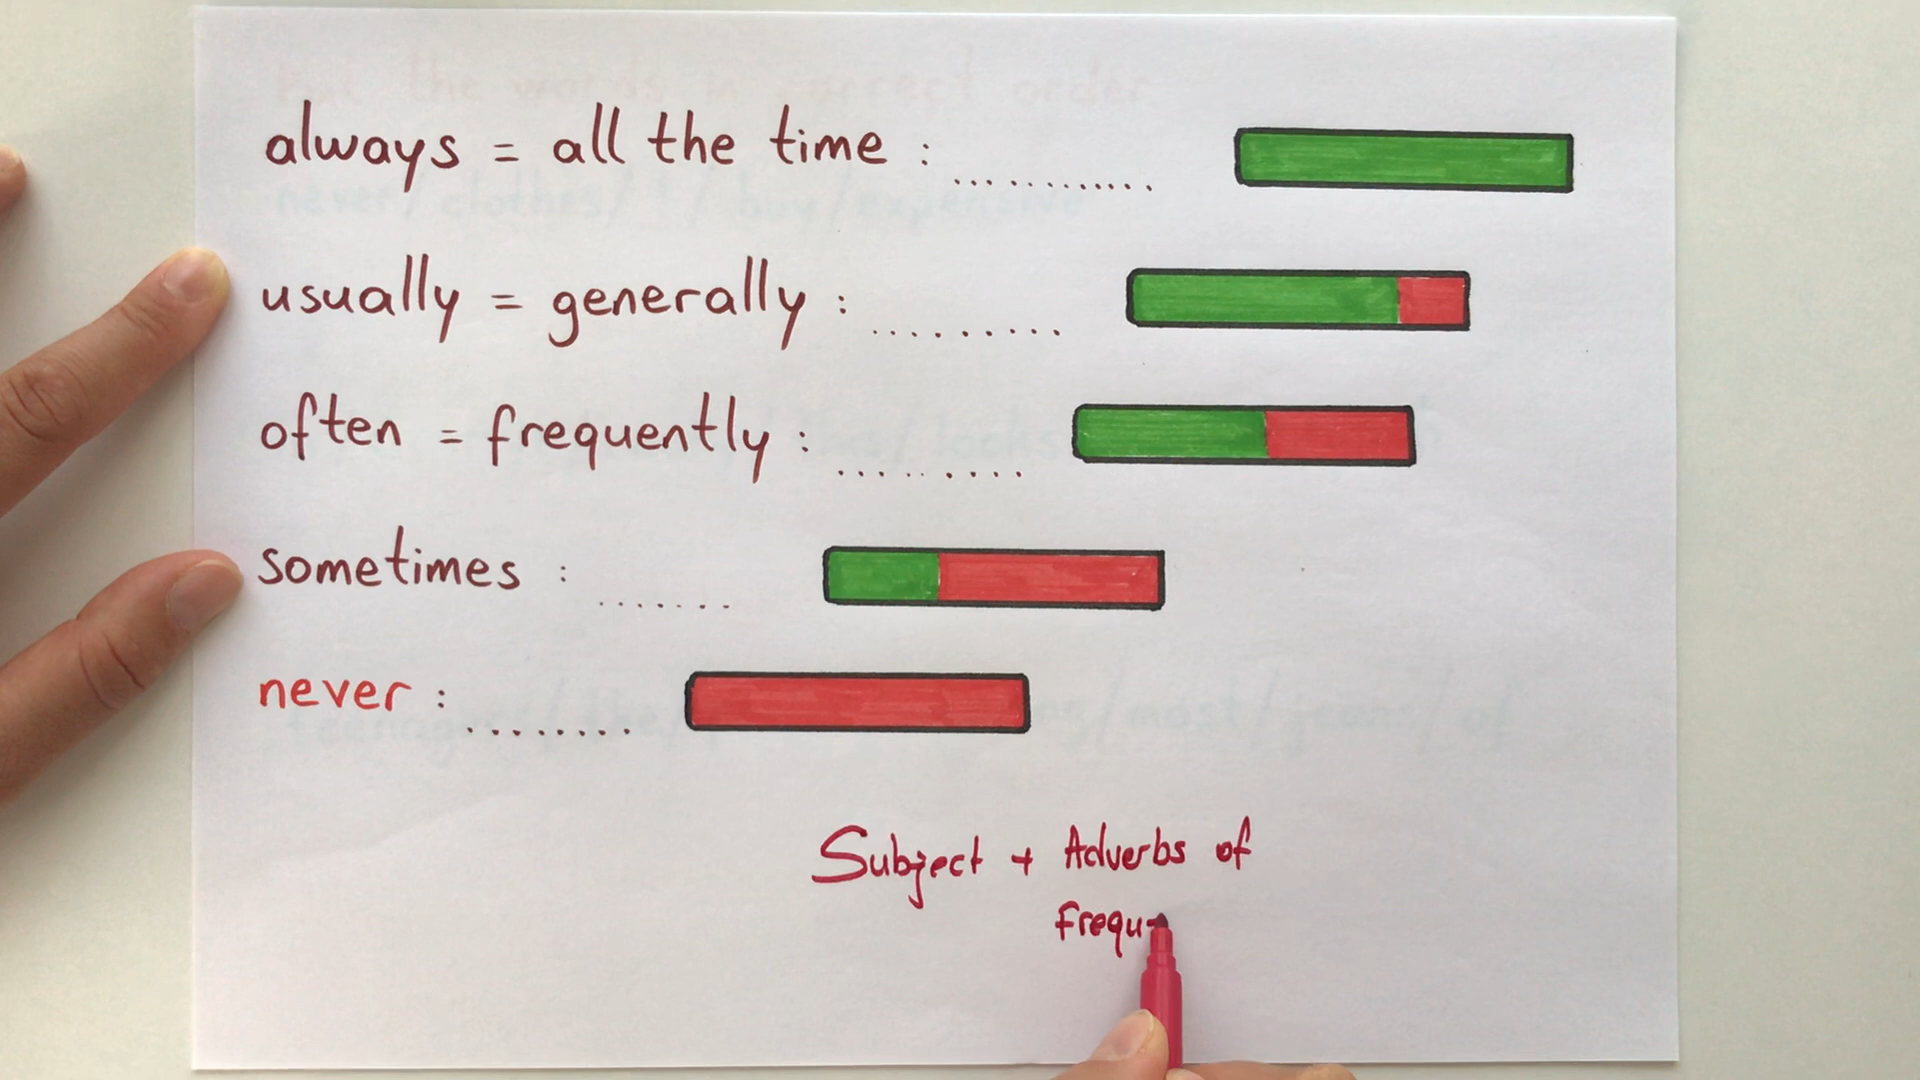 always = all the time : ............
usually = generally : .........
often = frequently : .........
sometimes : .......
never : ........
Subject + Adverbs of
Frequ